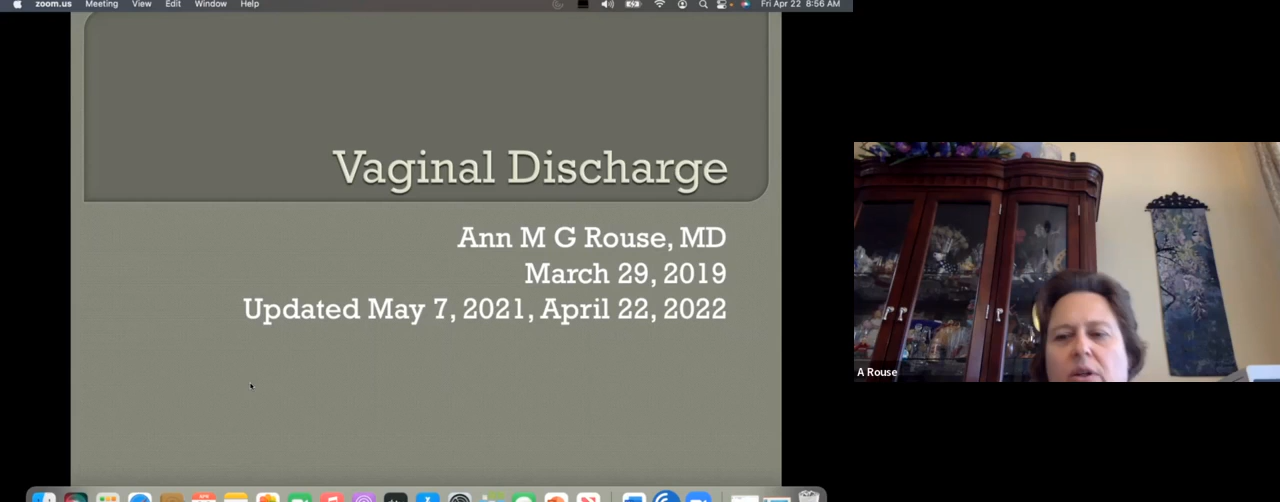 zoom.us Meeting View Edit Window Help Fri Apr 22 8:56 AM
Vaginal Discharge
Ann M G Rouse, MD
March 29, 2019
Updated May 7, 2021, April 22, 2022
A Rouse